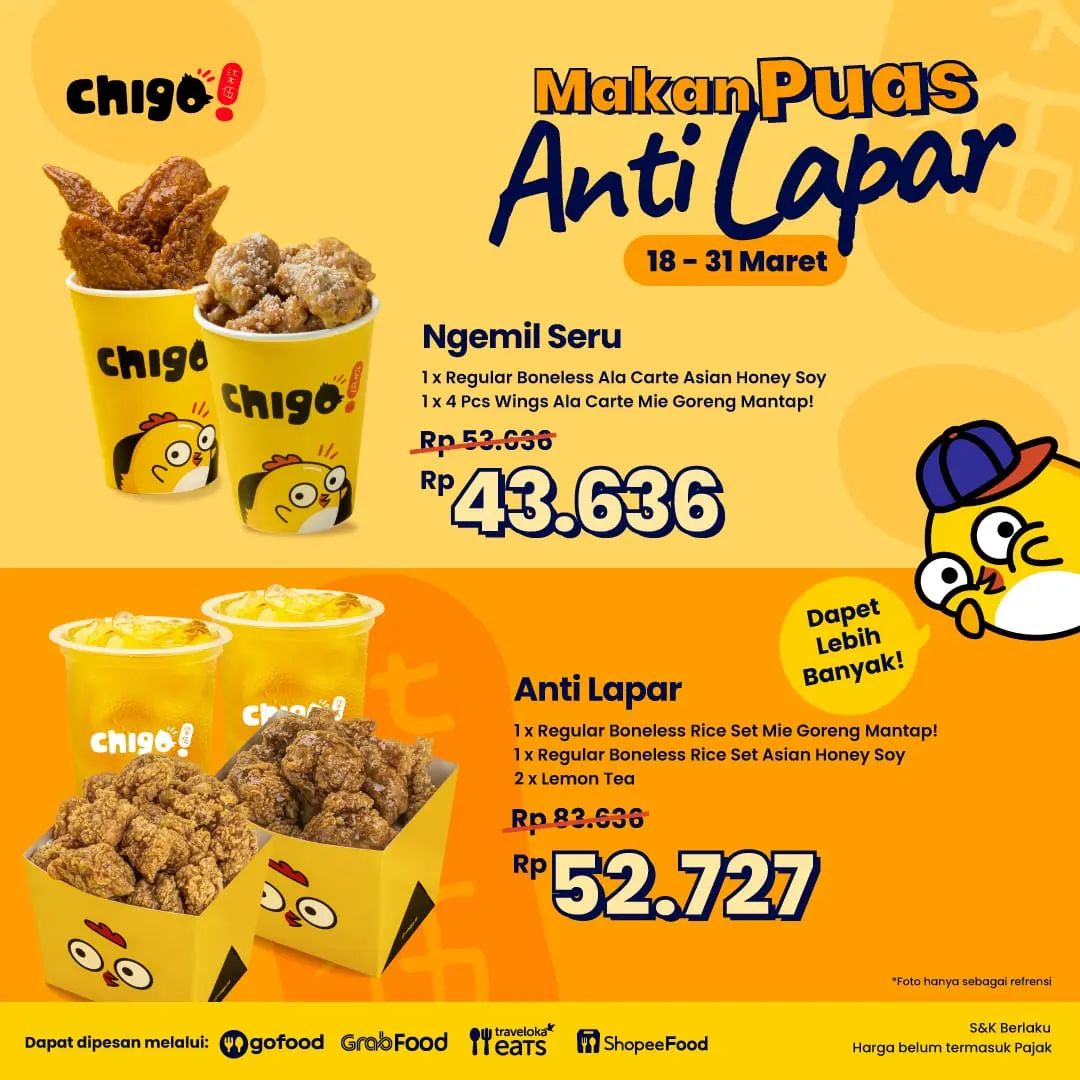 chigo!
柒伍
Makan Puas
Anti Lapar
18 - 31 Maret
chigo
chigo!
Ngemil Seru
1 x Regular Boneless Ala Carte Asian Honey Soy
1 x 4 Pcs Wings Ala Carte Mie Goreng Mantap!
Rp 53.636
Rp 43.636
Dapet
Lebih
Banyak!
chigo!
chigo!
Anti Lapar
1 x Regular Boneless Rice Set Mie Goreng Mantap!
1 x Regular Boneless Rice Set Asian Honey Soy
2 x Lemon Tea
Rp 83.636
Rp 52.727
*Foto hanya sebagai refrensi
Dapat dipesan melalui: gofood GrabFood traveloka eats ShopeeFood
S&K Berlaku
Harga belum termasuk Pajak